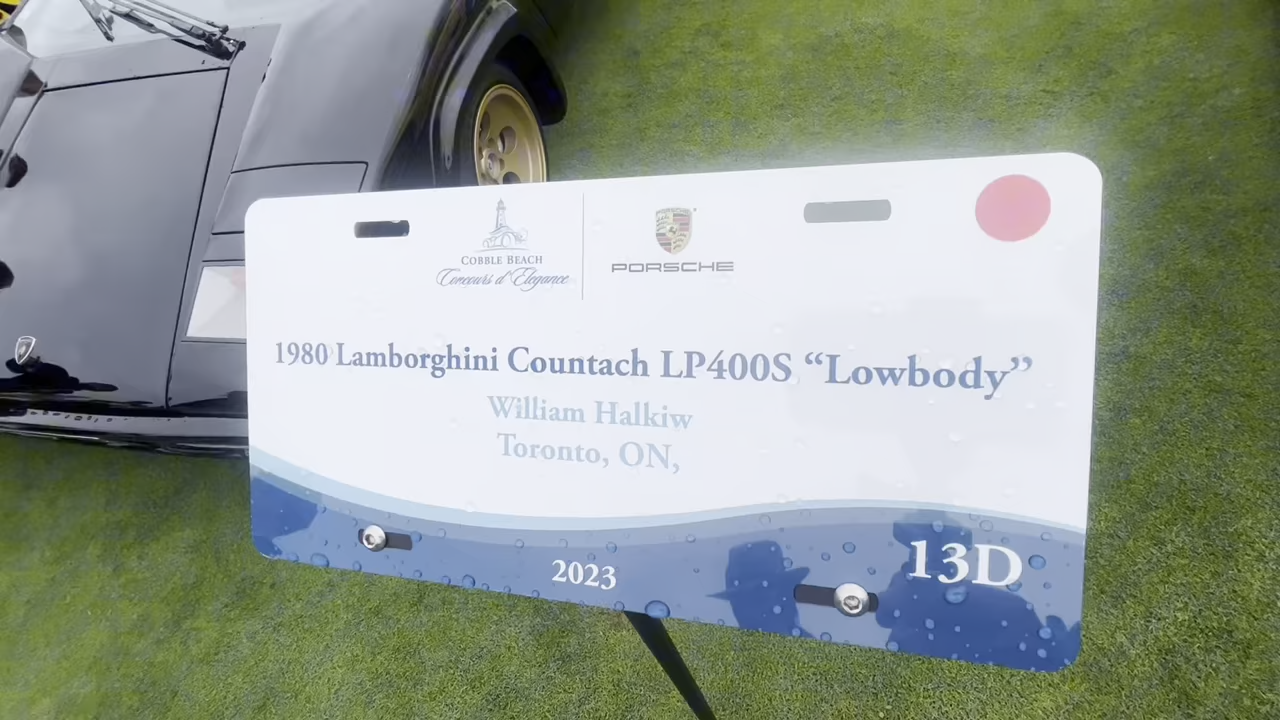 COBBLE BEACH
Concours d'Elegance
PORSCHE
1980 Lamborghini Countach LP400S “Lowbody”
William Halkiw
Toronto, ON,
2023
13D